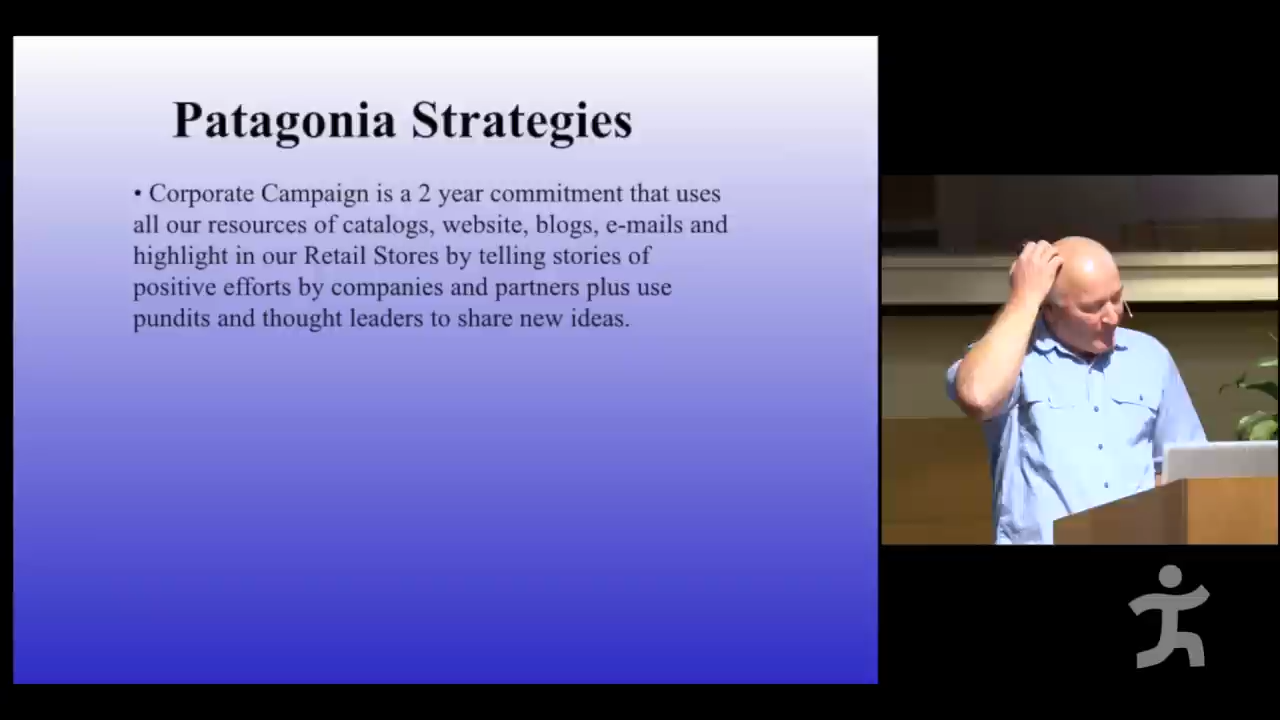 Patagonia Strategies
• Corporate Campaign is a 2 year commitment that uses
all our resources of catalogs, website, blogs, e-mails and
highlight in our Retail Stores by telling stories of
positive efforts by companies and partners plus use
pundits and thought leaders to share new ideas.